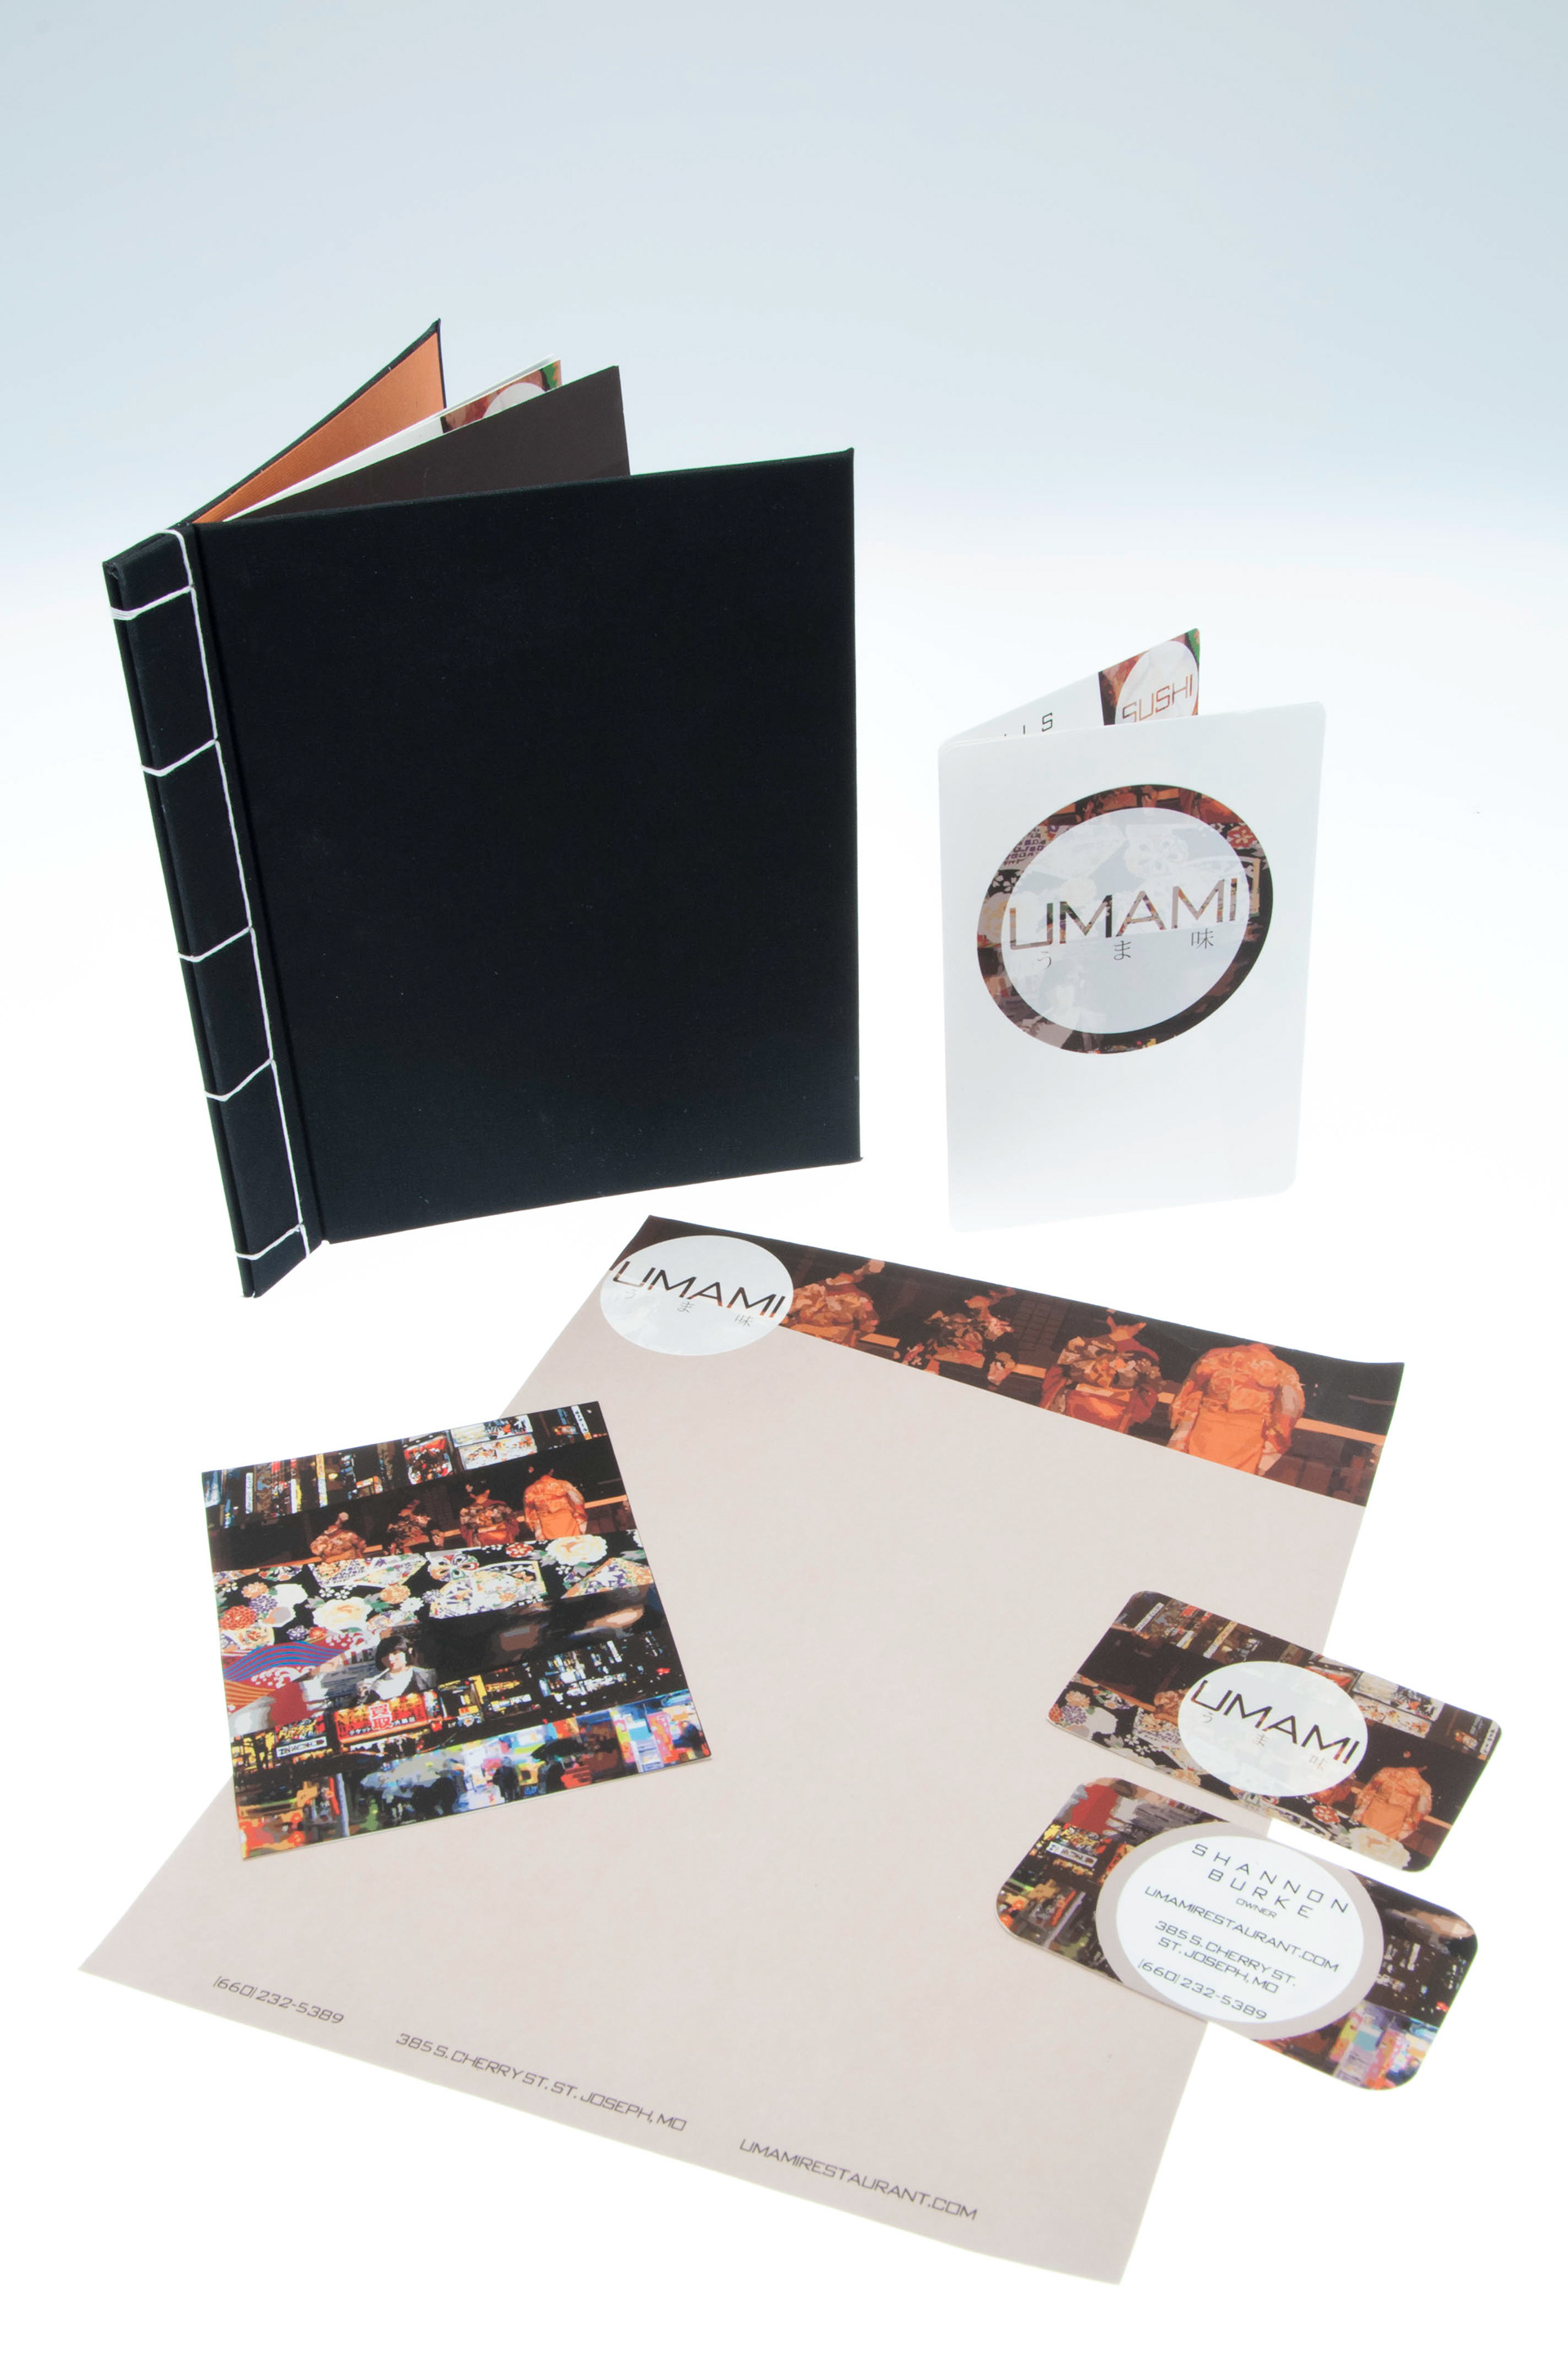 SUSHI
UMAMI
うま味
UMAMI
うま味
UMAMI
うま味
買取
SHANNON
BURKE
OWNER
UMAMIRESTAURANT.COM
385 S. CHERRY ST.
ST. JOSEPH, MO
(660) 232-5389
(660) 232-5389
385 S. CHERRY ST. ST. JOSEPH, MO
UMAMIRESTAURANT.COM